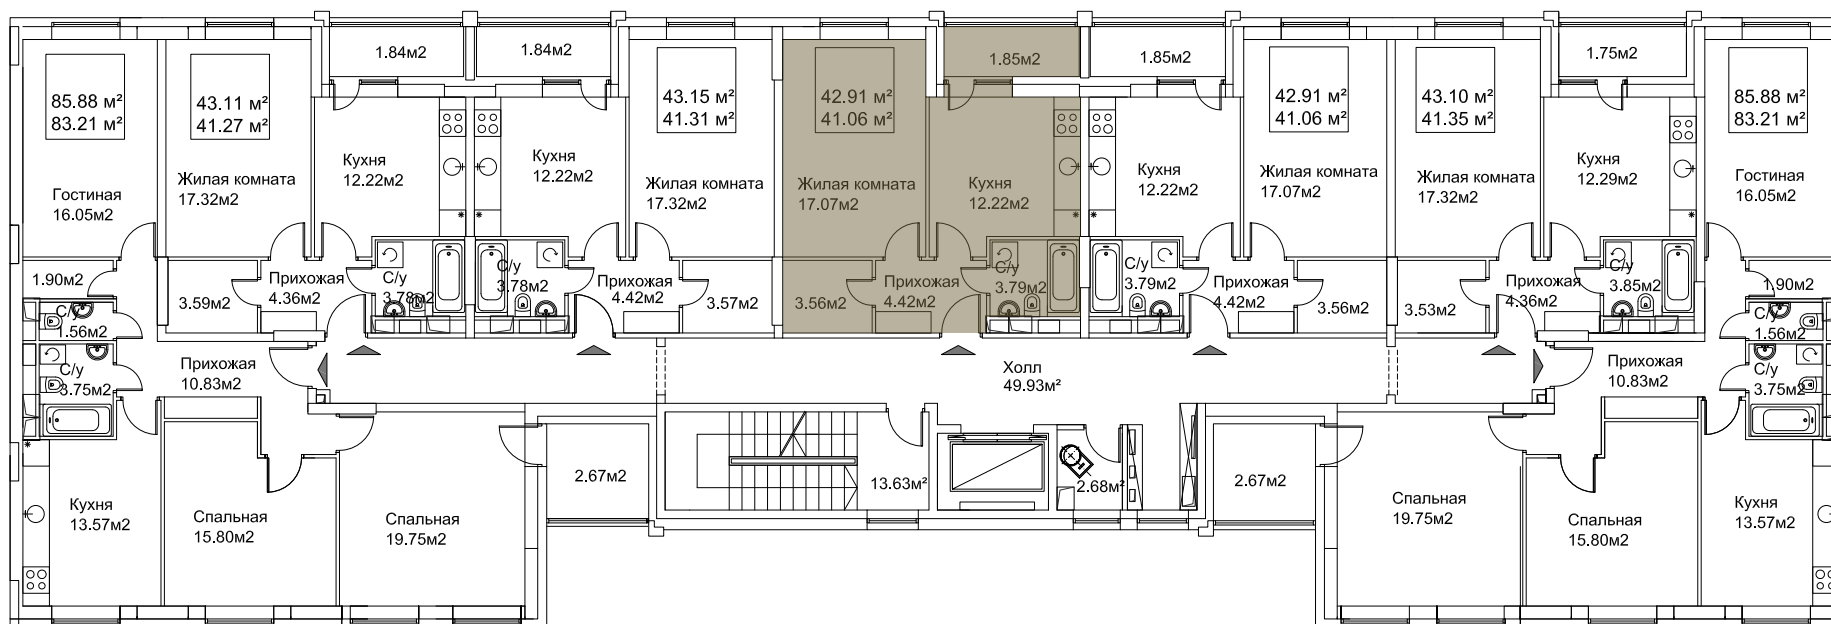 1.84м2
1.84м2
1.85м2
1.85м2
1.75м2
85.88 м²
83.21 м²
43.11 м²
41.27 м²
43.15 м²
41.31 м²
42.91 м²
41.06 м²
42.91 м²
41.06 м²
43.10 м²
41.35 м²
85.88 м²
83.21 м²
Гостиная
16.05м2
Жилая комната
17.32м2
Кухня
12.22м2
Кухня
12.22м2
Жилая комната
17.32м2
Жилая комната
17.07м2
Кухня
12.22м2
Кухня
12.22м2
Жилая комната
17.07м2
Жилая комната
17.32м2
Кухня
12.29м2
Гостиная
16.05м2
1.90м2
3.59м2
Прихожая
4.36м2
С/у
3.78м2
С/у
3.78м2
Прихожая
4.42м2
3.57м2
3.56м2
Прихожая
4.42м2
С/у
3.79м2
С/у
3.79м2
Прихожая
4.42м2
3.56м2
3.53м2
Прихожая
4.36м2
С/у
3.85м2
1.90м2
С/у
1.56м2
С/у
1.56м2
С/у
3.75м2
Прихожая
10.83м2
Холл
49.93м²
Прихожая
10.83м2
С/у
3.75м2
Кухня
13.57м2
Спальная
15.80м2
Спальная
19.75м2
2.67м2
13.63м²
2.68м²
2.67м2
Спальная
19.75м2
Спальная
15.80м2
Кухня
13.57м2